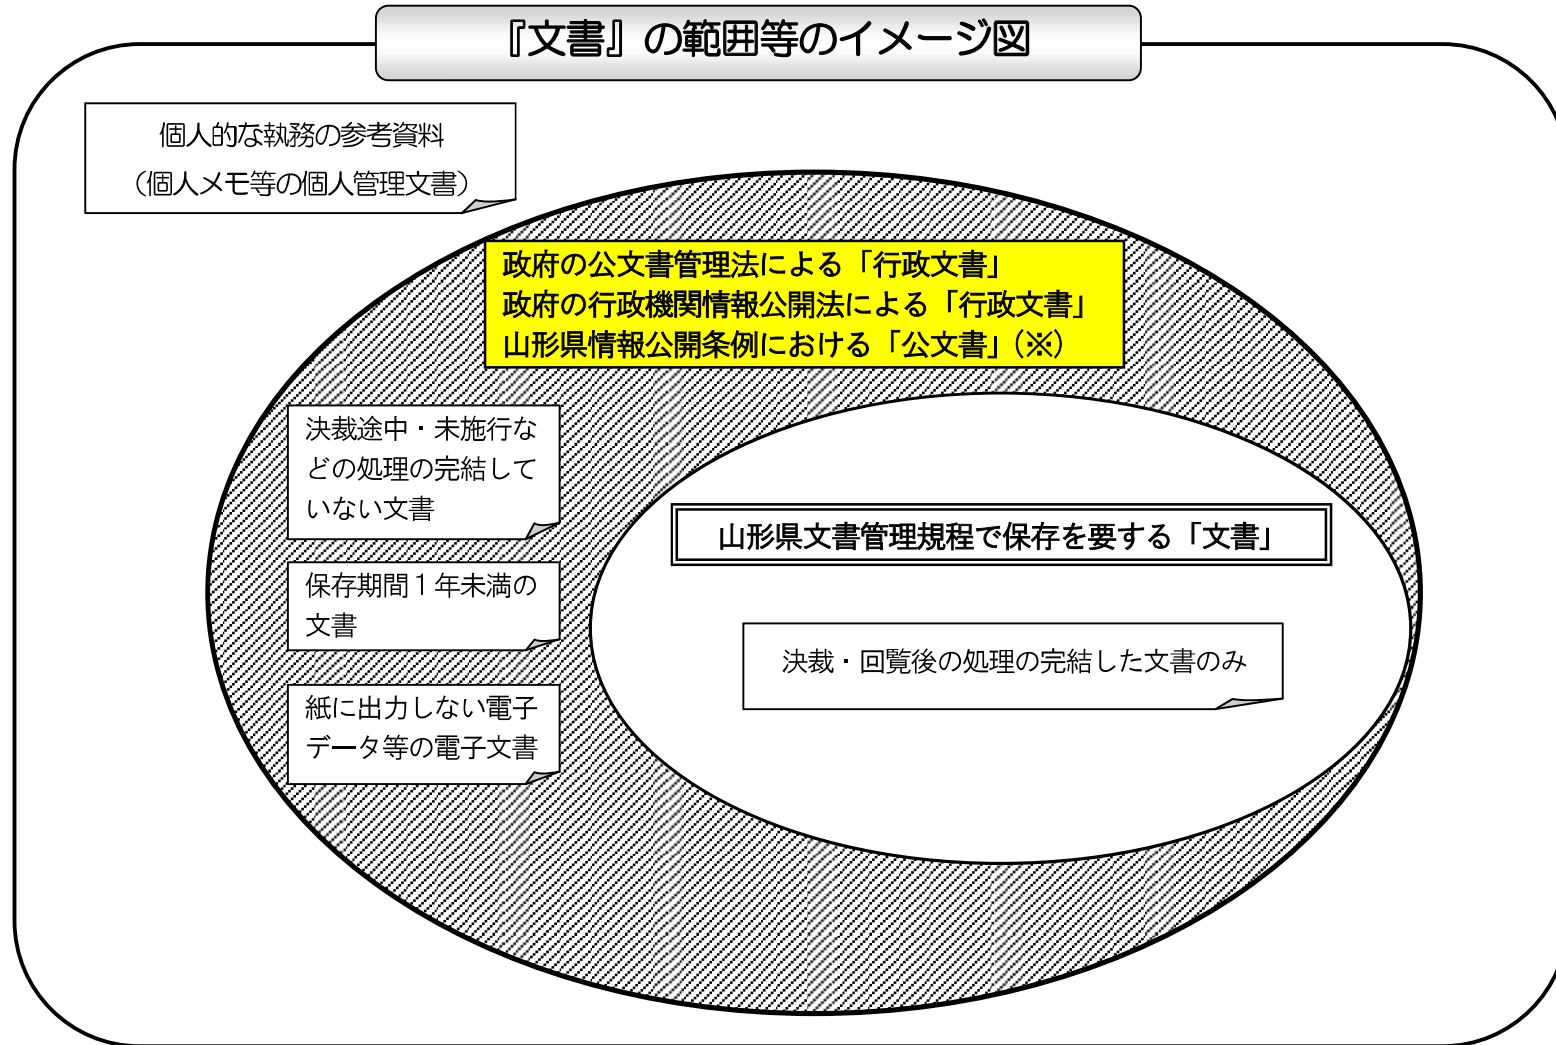 『文書』の範囲等のイメージ図
個人的な執務の参考資料
（個人メモ等の個人管理文書）
政府の公文書管理法による「行政文書」
政府の行政機関情報公開法による「行政文書」
山形県情報公開条例における「公文書」（※）
決裁途中・未施行な
どの処理の完結して
いない文書
保存期間１年未満の
文書
紙に出力しない電子
データ等の電子文書
山形県文書管理規程で保存を要する「文書」
決裁・回覧後の処理の完結した文書のみ